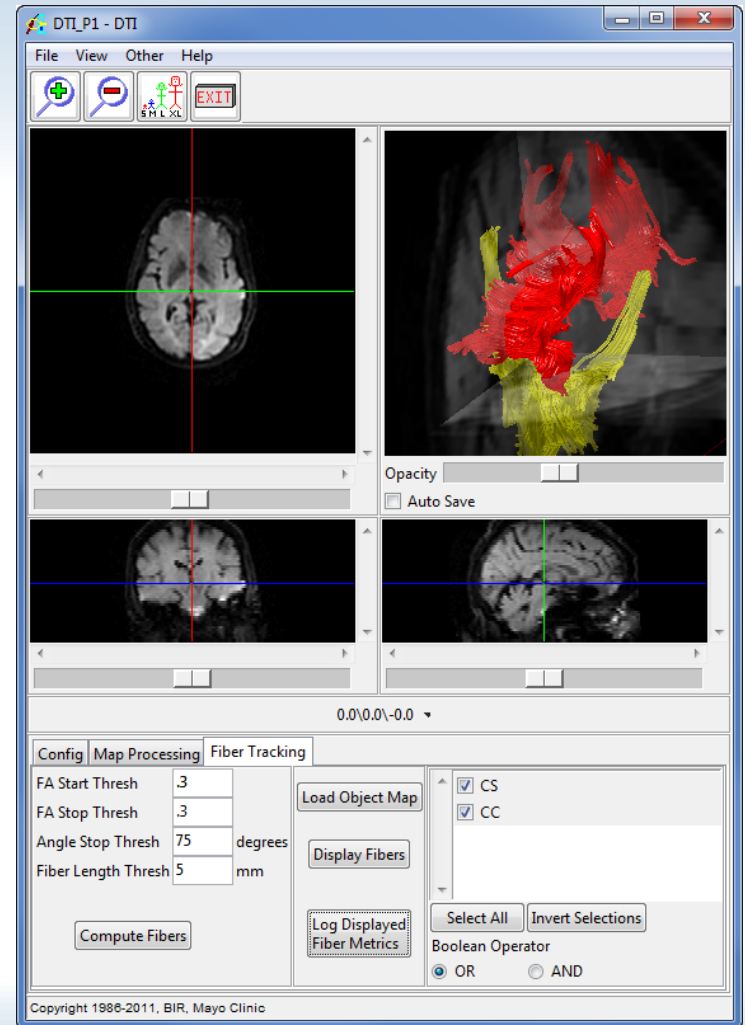 DTI_P1 - DTI
File View Other Help
S M L XL
EXIT
Opacity
Auto Save
0.0\0.0\-0.0
Config Map Processing Fiber Tracking
FA Start Thresh .3
FA Stop Thresh .3
Angle Stop Thresh 75 degrees
Fiber Length Thresh 5 mm
Compute Fibers
Load Object Map
Display Fibers
Log Displayed
Fiber Metrics
CS
CC
Select All Invert Selections
Boolean Operator
OR AND
Copyright 1986-2011, BIR, Mayo Clinic